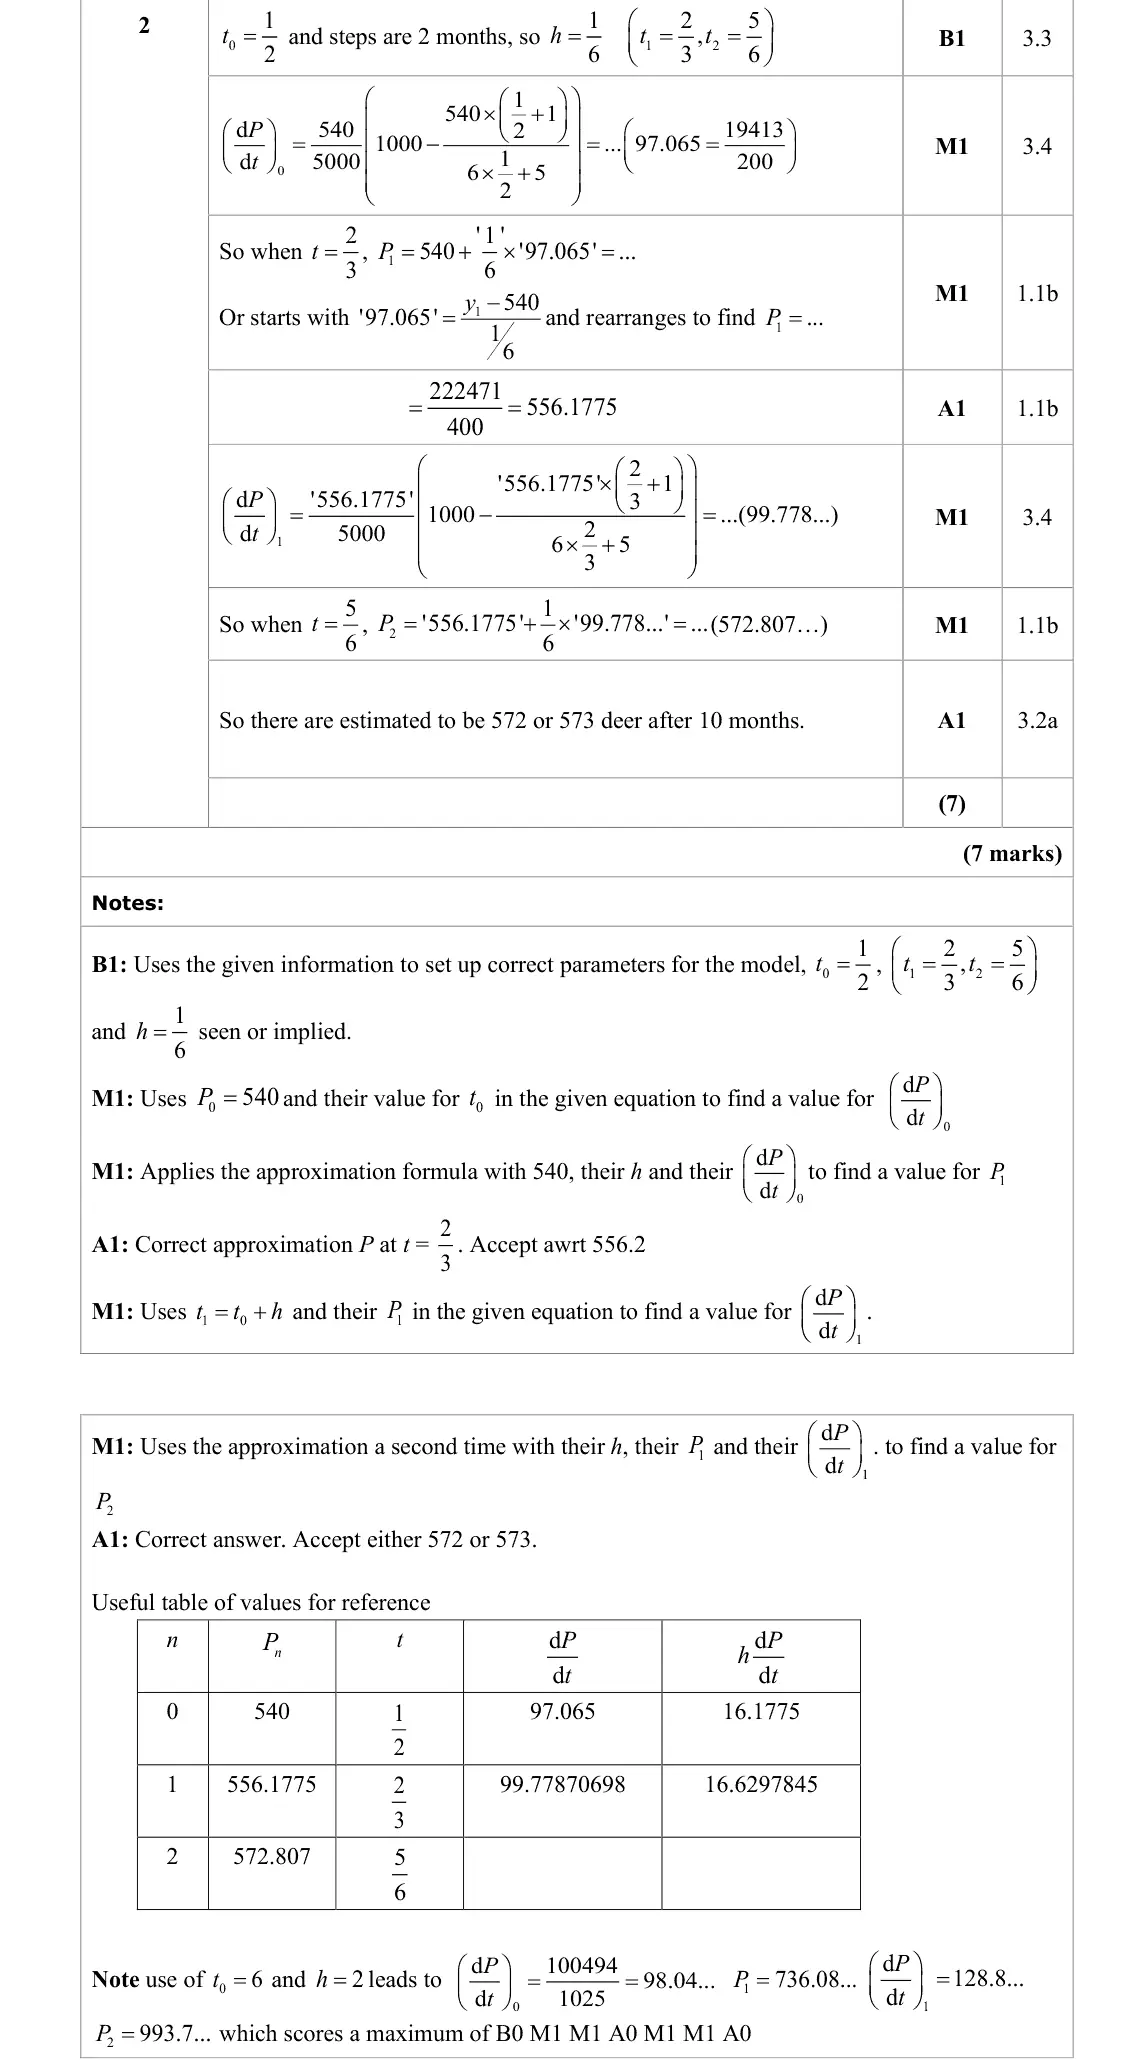 2
t₀ = 1/2 and steps are 2 months, so h = 1/6 (t₁ = 2/3, t₂ = 5/6) B1 3.3
(dP/dt)₀ = 540/5000 (1000 − (540×(1/2+1))/(6×1/2+5)) = ...(97.065 = 19413/200) M1 3.4
So when t = 2/3, P₁ = 540 + '1'/6 × '97.065' = ...
M1 1.1b
Or starts with '97.065' = (y₁ − 540)/(1/6) and rearranges to find P₁ = ...
= 222471/400 = 556.1775 A1 1.1b
(dP/dt)₁ = '556.1775'/5000 (1000 − ('556.1775'×(2/3+1))/(6×2/3+5)) = ...(99.778...) M1 3.4
So when t = 5/6, P₂ = '556.1775'+1/6×'99.778...' = ...(572.807…) M1 1.1b
So there are estimated to be 572 or 573 deer after 10 months. A1 3.2a
(7)
(7 marks)
Notes:
B1: Uses the given information to set up correct parameters for the model, t₀ = 1/2, (t₁ = 2/3, t₂ = 5/6)
and h = 1/6 seen or implied.
M1: Uses P₀ = 540 and their value for t₀ in the given equation to find a value for (dP/dt)₀
M1: Applies the approximation formula with 540, their h and their (dP/dt)₀ to find a value for P₁
A1: Correct approximation P at t = 2/3. Accept awrt 556.2
M1: Uses t₁ = t₀ + h and their P₁ in the given equation to find a value for (dP/dt)₁.
M1: Uses the approximation a second time with their h, their P₁ and their (dP/dt)₁. to find a value for
P₂
A1: Correct answer. Accept either 572 or 573.
Useful table of values for reference
n Pₙ t dP/dt h dP/dt
0 540 1/2 97.065 16.1775
1 556.1775 2/3 99.77870698 16.6297845
2 572.807 5/6
Note use of t₀ = 6 and h = 2 leads to (dP/dt)₀ = 100494/1025 = 98.04... P₁ = 736.08... (dP/dt)₁ = 128.8...
P₂ = 993.7... which scores a maximum of B0 M1 M1 A0 M1 M1 A0